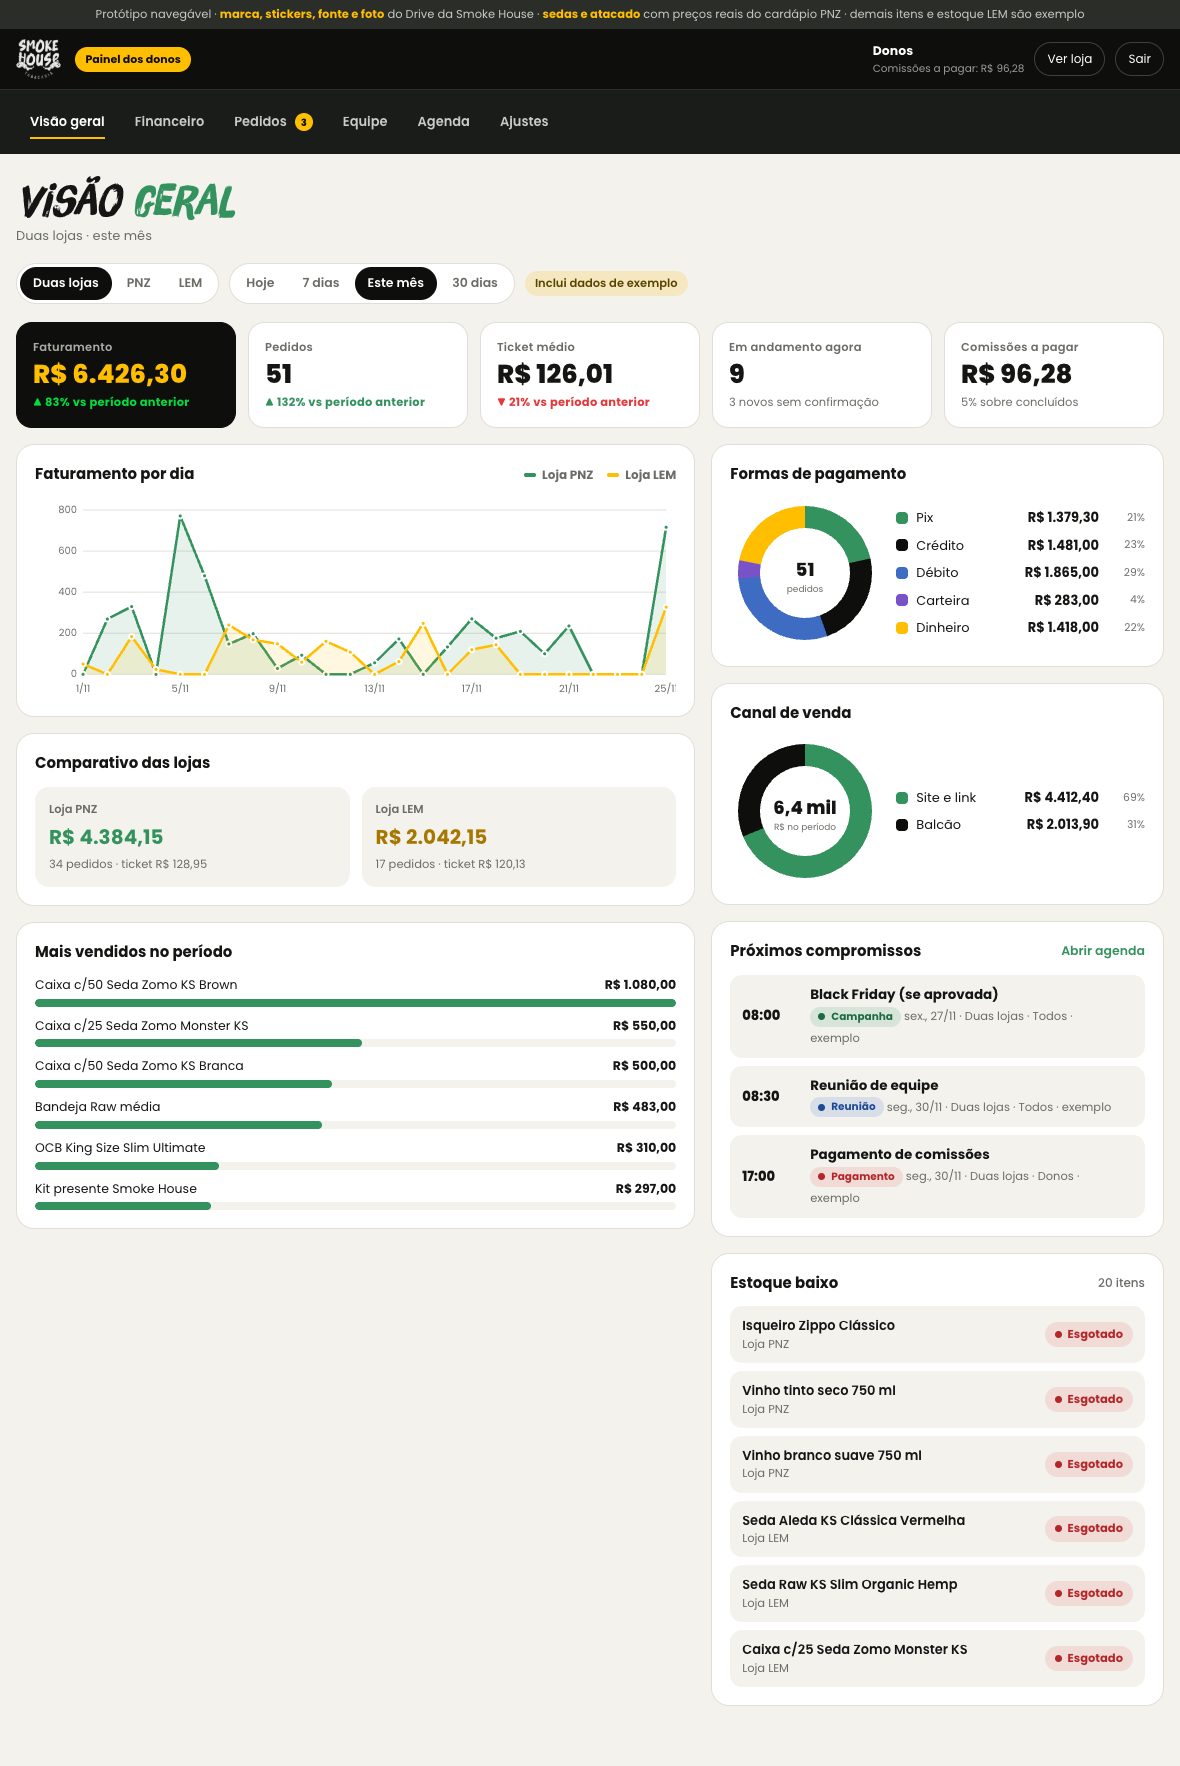 Protótipo navegável · marca, stickers, fonte e foto do Drive da Smoke House · sedas e atacado com preços reais do cardápio PNZ · demais itens e estoque LEM são exemplo
SMOKE
HOUSE
TABACARIA
Painel dos donos
Donos
Comissões a pagar: R$ 96,28
Ver loja
Sair
Visão geral
Financeiro
Pedidos 3
Equipe
Agenda
Ajustes
VISÃO GERAL
Duas lojas · este mês
Duas lojas
PNZ
LEM
Hoje
7 dias
Este mês
30 dias
Inclui dados de exemplo
Faturamento
R$ 6.426,30
▲ 83% vs período anterior
Pedidos
51
▲ 132% vs período anterior
Ticket médio
R$ 126,01
▼ 21% vs período anterior
Em andamento agora
9
3 novos sem confirmação
Comissões a pagar
R$ 96,28
5% sobre concluídos
Faturamento por dia
Loja PNZ
Loja LEM
800
600
400
200
0
1/11
5/11
9/11
13/11
17/11
21/11
25/1
Formas de pagamento
51
pedidos
Pix R$ 1.379,30 21%
Crédito R$ 1.481,00 23%
Débito R$ 1.865,00 29%
Carteira R$ 283,00 4%
Dinheiro R$ 1.418,00 22%
Comparativo das lojas
Loja PNZ
R$ 4.384,15
34 pedidos · ticket R$ 128,95
Loja LEM
R$ 2.042,15
17 pedidos · ticket R$ 120,13
Canal de venda
6,4 mil
R$ no período
Site e link R$ 4.412,40 69%
Balcão R$ 2.013,90 31%
Mais vendidos no período
Caixa c/50 Seda Zomo KS Brown R$ 1.080,00
Caixa c/25 Seda Zomo Monster KS R$ 550,00
Caixa c/50 Seda Zomo KS Branca R$ 500,00
Bandeja Raw média R$ 483,00
OCB King Size Slim Ultimate R$ 310,00
Kit presente Smoke House R$ 297,00
Próximos compromissos
Abrir agenda
08:00
Black Friday (se aprovada)
Campanha sex., 27/11 · Duas lojas · Todos ·
exemplo
08:30
Reunião de equipe
Reunião seg., 30/11 · Duas lojas · Todos · exemplo
17:00
Pagamento de comissões
Pagamento seg., 30/11 · Duas lojas · Donos ·
exemplo
Estoque baixo
20 itens
Isqueiro Zippo Clássico
Loja PNZ
Esgotado
Vinho tinto seco 750 ml
Loja PNZ
Esgotado
Vinho branco suave 750 ml
Loja PNZ
Esgotado
Seda Aleda KS Clássica Vermelha
Loja LEM
Esgotado
Seda Raw KS Slim Organic Hemp
Loja LEM
Esgotado
Caixa c/25 Seda Zomo Monster KS
Loja LEM
Esgotado